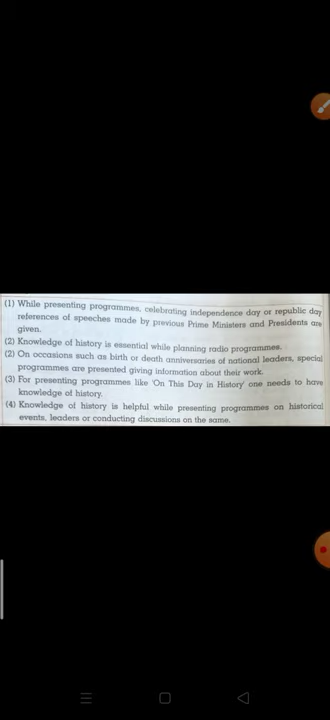 (1) While presenting programmes, celebrating independence day or republic day
references of speeches made by previous Prime Ministers and Presidents are
given.
(2) Knowledge of history is essential while planning radio programmes.
(2) On occasions such as birth or death anniversaries of national leaders, special
programmes are presented giving information about their work.
(3) For presenting programmes like 'On This Day in History' one needs to have
knowledge of history.
(4) Knowledge of history is helpful while presenting programmes on historical
events, leaders or conducting discussions on the same.